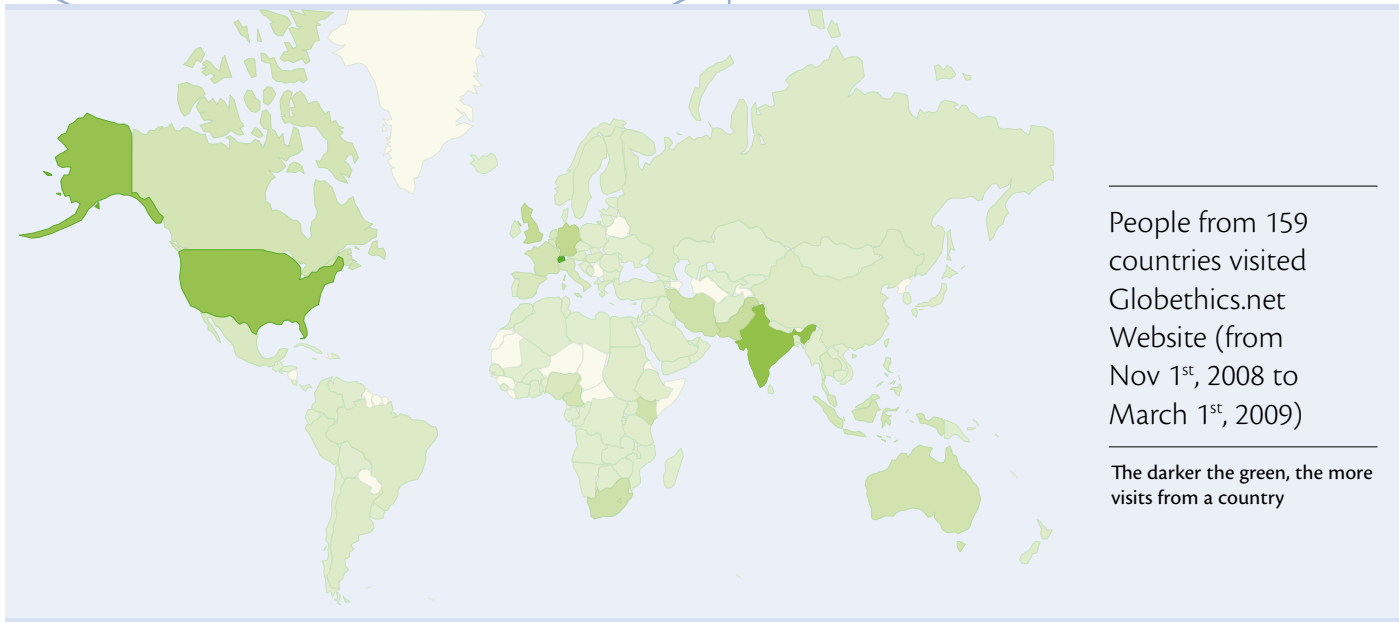 People from 159
countries visited
Globethics.net
Website (from
Nov 1st, 2008 to
March 1st, 2009)
The darker the green, the more
visits from a country